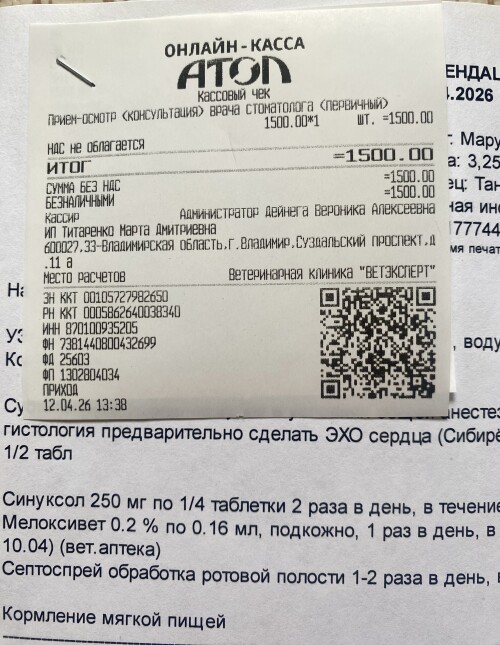 ОНЛАЙН-КАССА
АТОЛ
Кассовый чек
Прием-осмотр (консультация) врача стоматолога (первичный)
1500.00*1 шт. =1500.00
НДС не облагается
ИТОГ =1500.00
СУММА БЕЗ НДС =1500.00
БЕЗНАЛИЧНЫМИ =1500.00
Кассир Администратор Дейнега Вероника Алексеевна
ИП Титаренко Марта Дмитриевна
600027,33-Владимирская область,г.Владимир,Суздальский проспект,д
.11 а
Место расчетов Ветеринарная клиника "ВЕТЭКСПЕРТ"
ЗН ККТ 00105727982650
РН ККТ 0005862640038340
ИНН 870100935205
ФН 7381440800432699
ФД 25603
ФП 1302804034
ПРИХОД
12.04.26 13:38
ЕНДАЦ
4.2026
г. Мару
а: 3,25
ец: Тан
ная ин
177744
мя печат
На
УЗ , воду
Ко
Су анестез
гистология предварительно сделать ЭХО сердца (Сибирё
1/2 табл
Синуксол 250 мг по 1/4 таблетки 2 раза в день, в течение
Мелоксивет 0.2 % по 0.16 мл, подкожно, 1 раз в день, в
10.04) (вет.аптека)
Септоспрей обработка ротовой полости 1-2 раза в день,
Кормление мягкой пищей